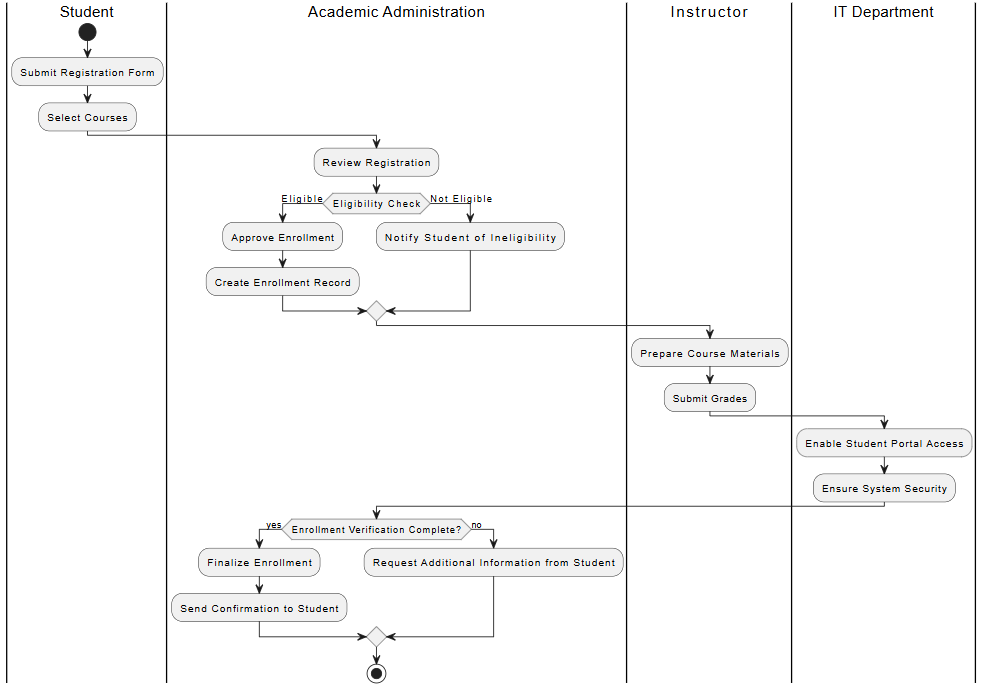 Student
Academic Administration
Instructor
IT Department
Submit Registration Form
Select Courses
Review Registration
Eligible
Eligibility Check
Not Eligible
Approve Enrollment
Notify Student of Ineligibility
Create Enrollment Record
Prepare Course Materials
Submit Grades
Enable Student Portal Access
Ensure System Security
yes
Enrollment Verification Complete?
no
Finalize Enrollment
Request Additional Information from Student
Send Confirmation to Student